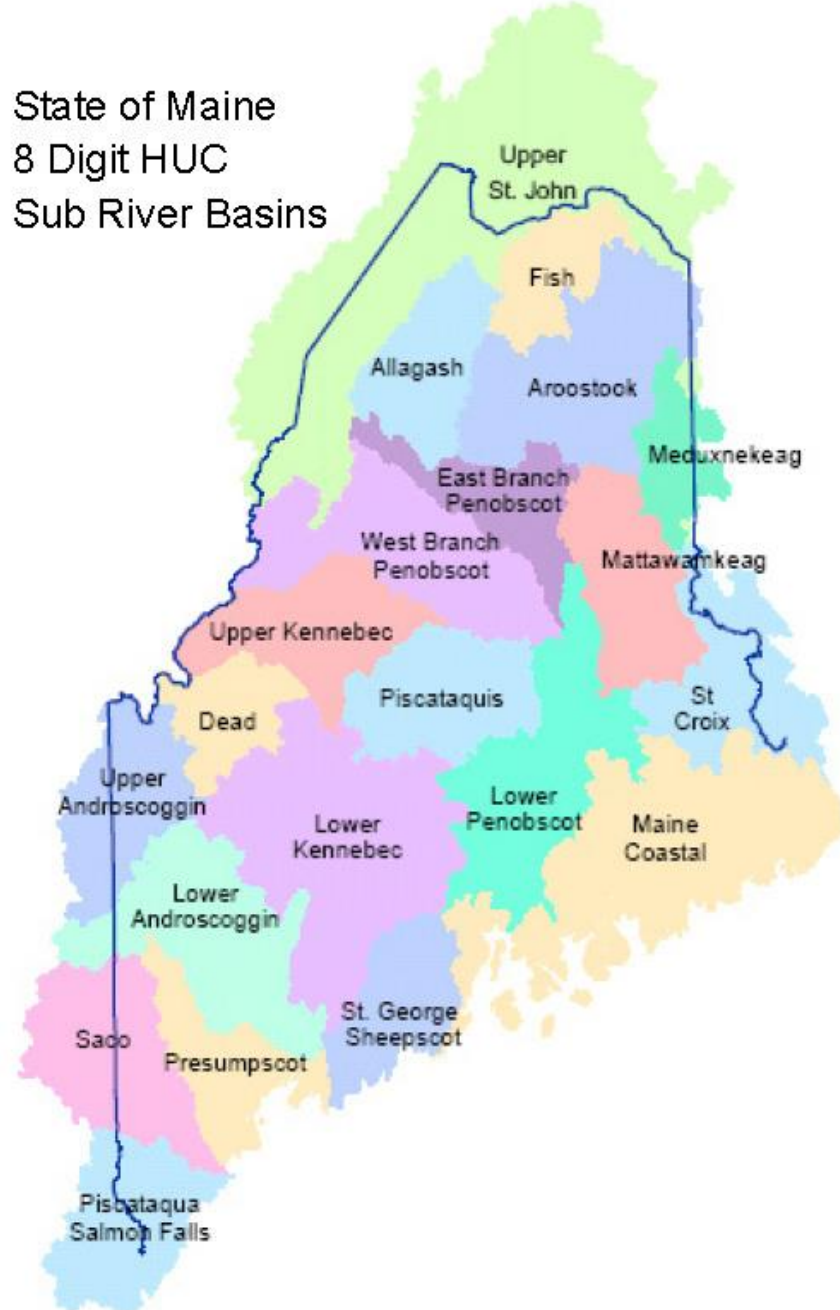 State of Maine
8 Digit HUC
Sub River Basins
Upper
St. John
Fish
Allagash
Aroostook
Meduxnekeag
East Branch
Penobscot
West Branch
Penobscot
Mattawamkeag
Upper Kennebec
Piscataquis
St
Croix
Dead
Upper
Androscoggin
Lower
Kennebec
Lower
Penobscot
Maine
Coastal
Lower
Androscoggin
St. George
Sheepscot
Saco
Presumpscot
Piscataqua
Salmon Falls